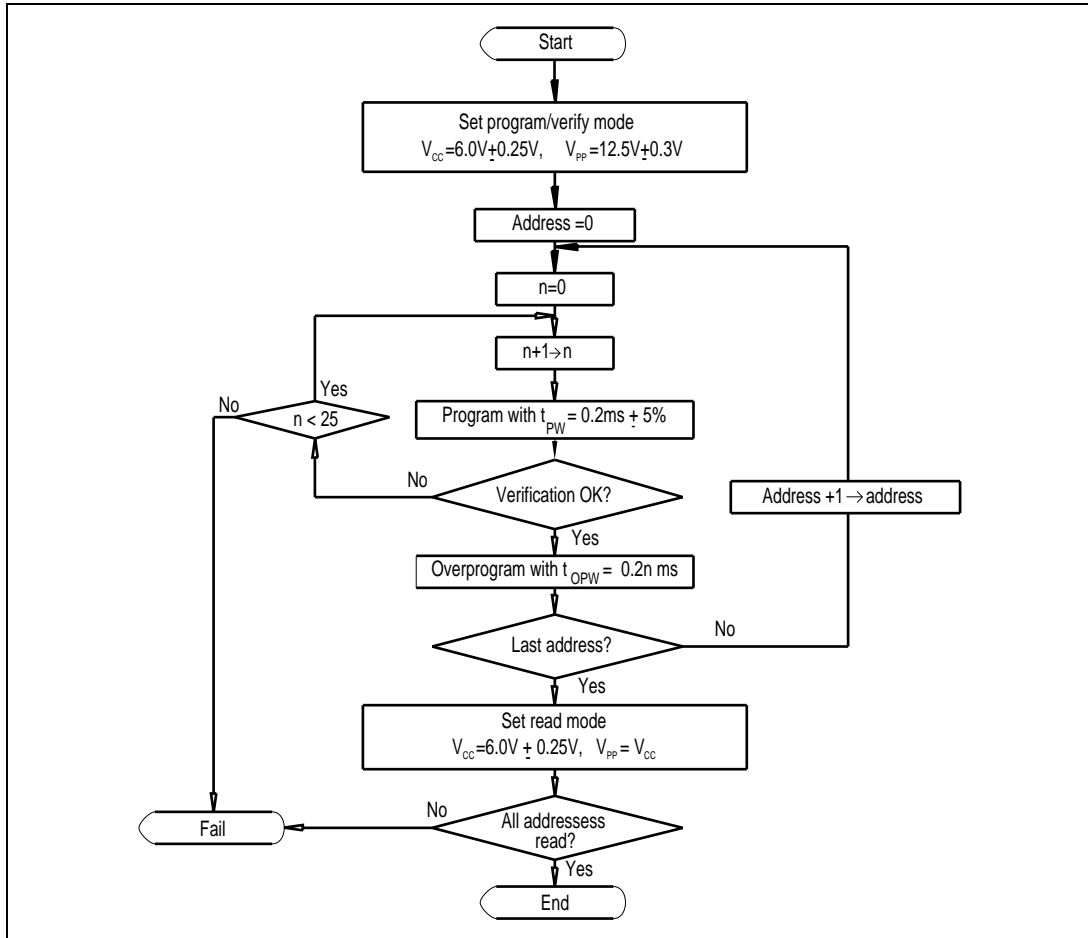 Start
Set program/verify mode
VCC=6.0V±0.25V, VPP=12.5V±0.3V
Address =0
n=0
n+1→n
Yes
No
n < 25
Program with tPW = 0.2ms ± 5%
No
Verification OK?
Address +1→address
Yes
Overprogram with tOPW = 0.2n ms
No
Last address?
Yes
Set read mode
VCC=6.0V ± 0.25V, VPP = VCC
No
Fail
All addressess
read?
Yes
End